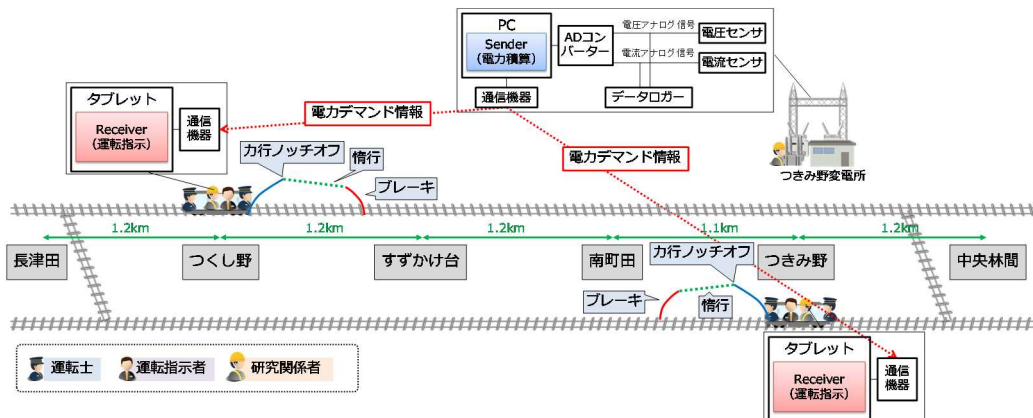 PC
Sender
(電力積算)
ADコン
バーター
電圧アナログ信号
電流アナログ信号
電圧センサ
電流センサ
通信機器
データロガー
タブレット
Receiver
(運転指示)
通信
機器
電力デマンド情報
電力デマンド情報
力行ノッチオフ
惰行
ブレーキ
つきみ野変電所
1.2km
1.2km
1.2km
1.1km
1.2km
長津田
つくし野
すずかけ台
南町田
つきみ野
中央林間
力行ノッチオフ
ブレーキ
惰行
タブレット
Receiver
(運転指示)
通信
機器
運転士
運転指示者
研究関係者